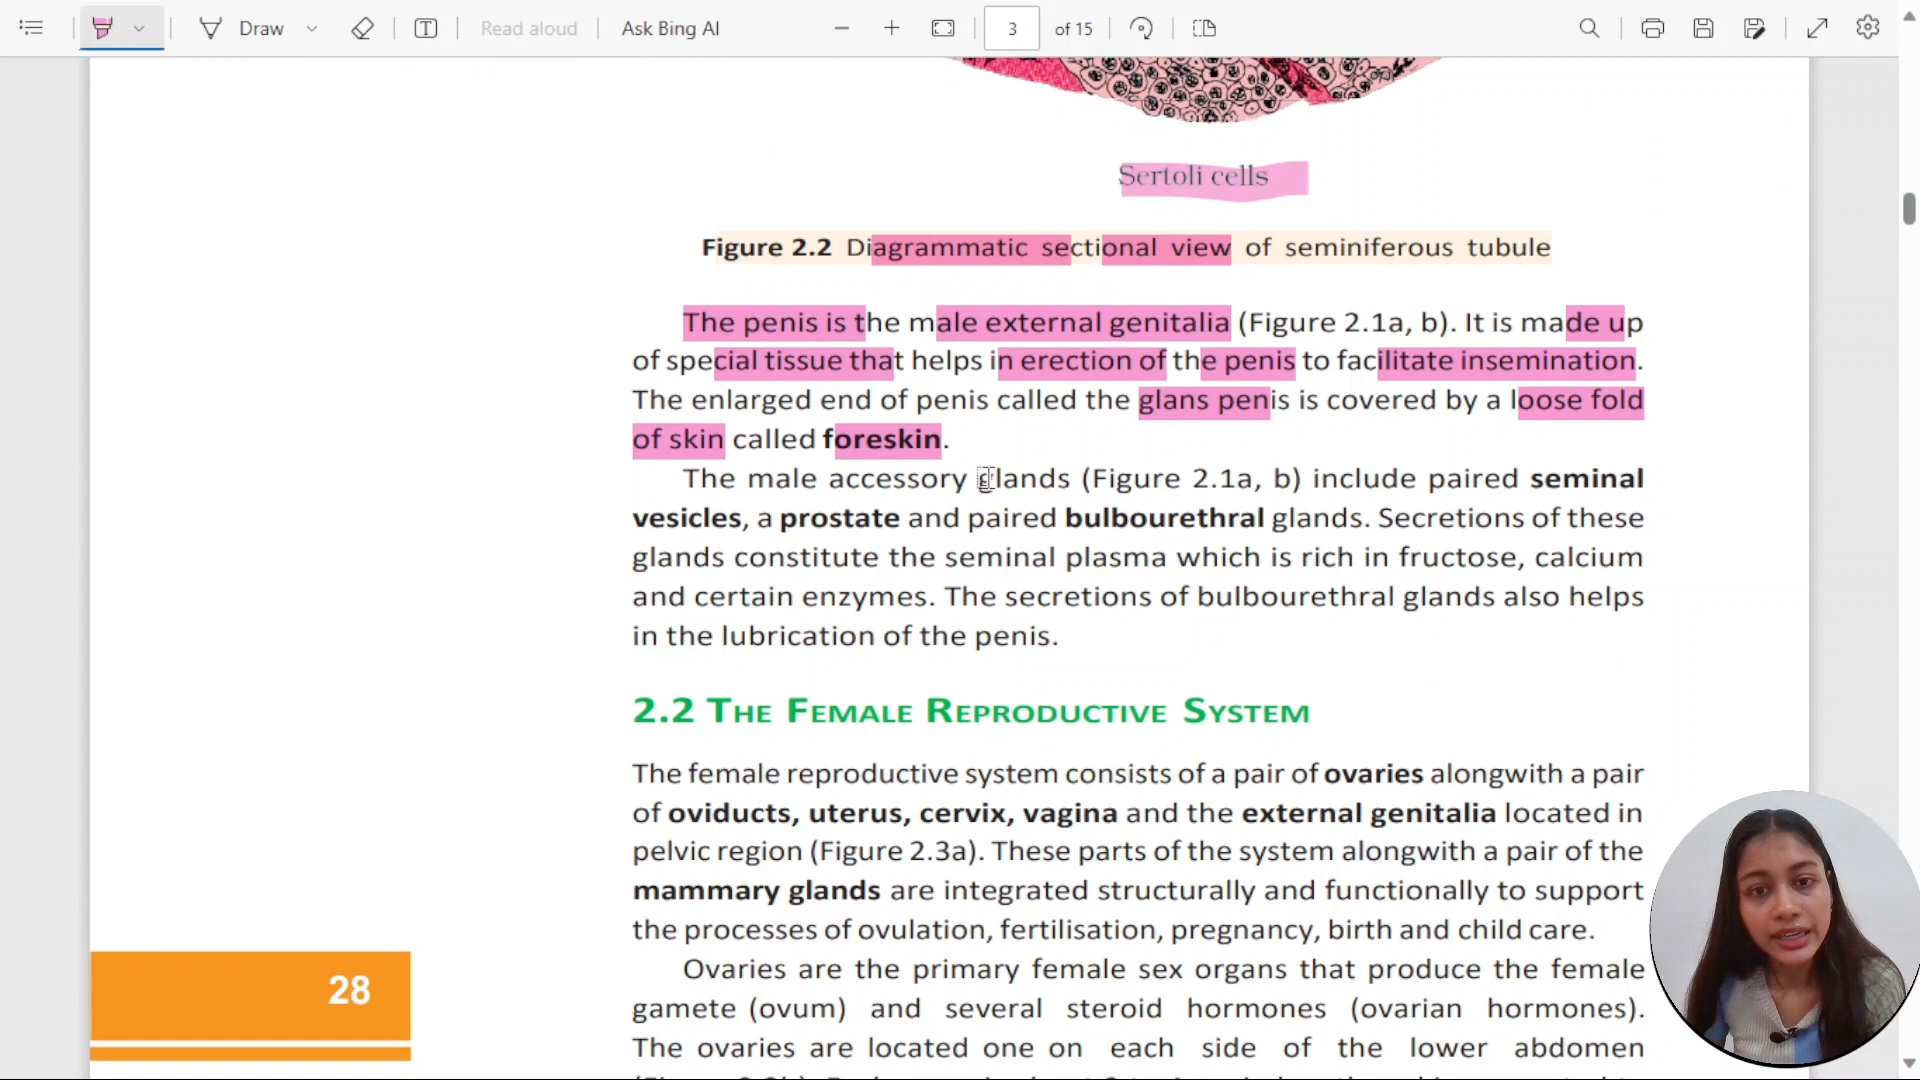 Draw
Read aloud
Ask Bing AI
3
of 15
Sertoli cells
Figure 2.2 Diagrammatic sectional view of seminiferous tubule
The penis is the male external genitalia (Figure 2.1a, b). It is made up
of special tissue that helps in erection of the penis to facilitate insemination.
The enlarged end of penis called the glans penis is covered by a loose fold
of skin called foreskin.
The male accessory glands (Figure 2.1a, b) include paired seminal
vesicles, a prostate and paired bulbourethral glands. Secretions of these
glands constitute the seminal plasma which is rich in fructose, calcium
and certain enzymes. The secretions of bulbourethral glands also helps
in the lubrication of the penis.
2.2 THE FEMALE REPRODUCTIVE SYSTEM
The female reproductive system consists of a pair of ovaries alongwith a pair
of oviducts, uterus, cervix, vagina and the external genitalia located in
pelvic region (Figure 2.3a). These parts of the system alongwith a pair of the
mammary glands are integrated structurally and functionally to support
the processes of ovulation, fertilisation, pregnancy, birth and child care.
Ovaries are the primary female sex organs that produce the female
gamete (ovum) and several steroid hormones (ovarian hormones).
The ovaries are located one on each side of the lower abdomen
28